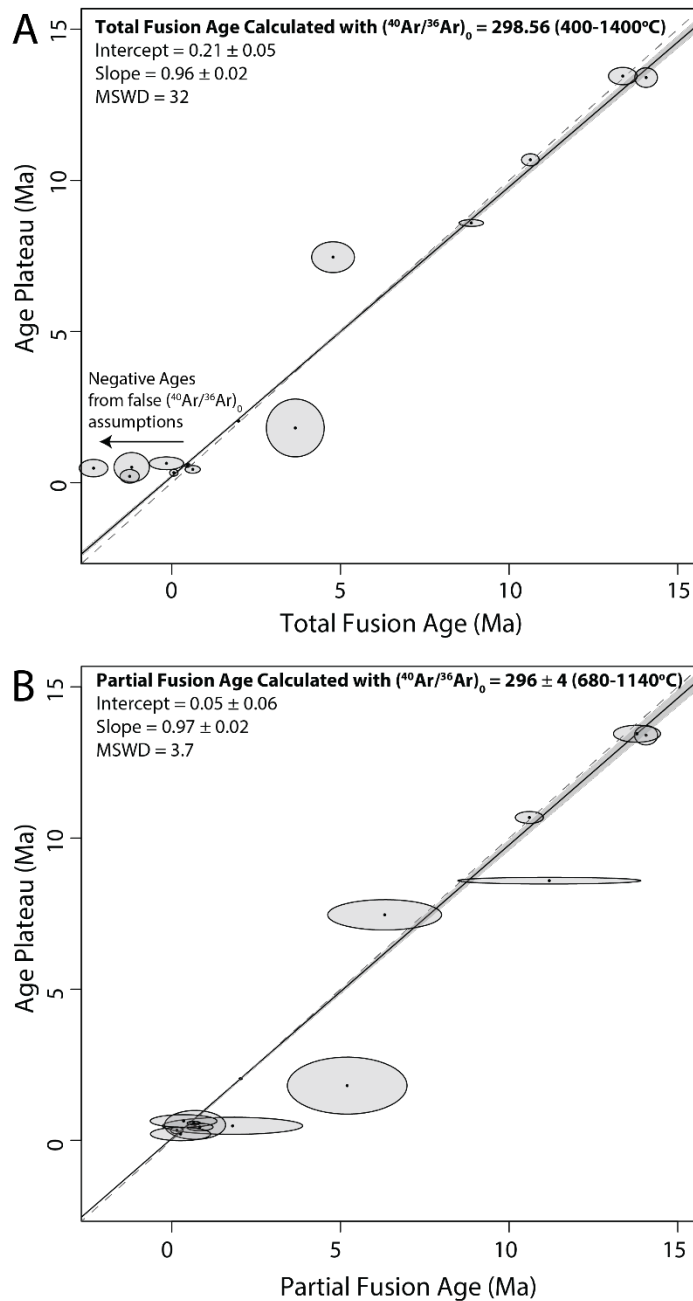 A
Total Fusion Age Calculated with (⁴⁰Ar/³⁶Ar)₀ = 298.56 (400-1400ºC)
Intercept = 0.21 ± 0.05
Slope = 0.96 ± 0.02
MSWD = 32
15
10
5
0
Age Plateau (Ma)
Negative Ages
from false (⁴⁰Ar/³⁶Ar)₀
assumptions
0 5 10 15
Total Fusion Age (Ma)
B
Partial Fusion Age Calculated with (⁴⁰Ar/³⁶Ar)₀ = 296 ± 4 (680-1140ºC)
Intercept = 0.05 ± 0.06
Slope = 0.97 ± 0.02
MSWD = 3.7
15
10
5
0
Age Plateau (Ma)
0 5 10 15
Partial Fusion Age (Ma)